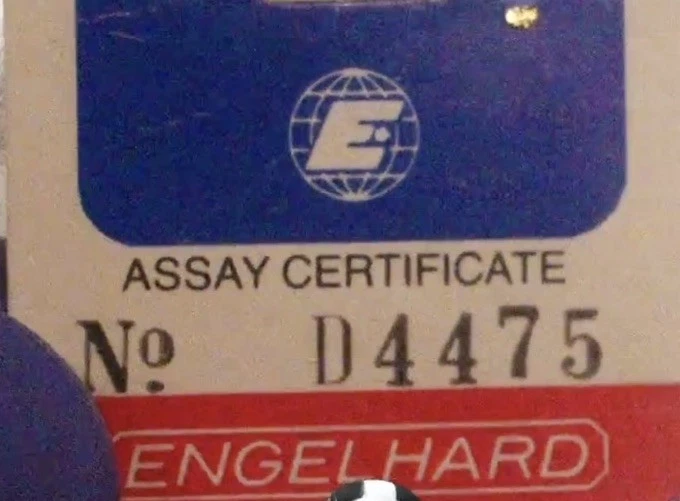 E
ASSAY CERTIFICATE
Nº. D4475
ENGELHARD